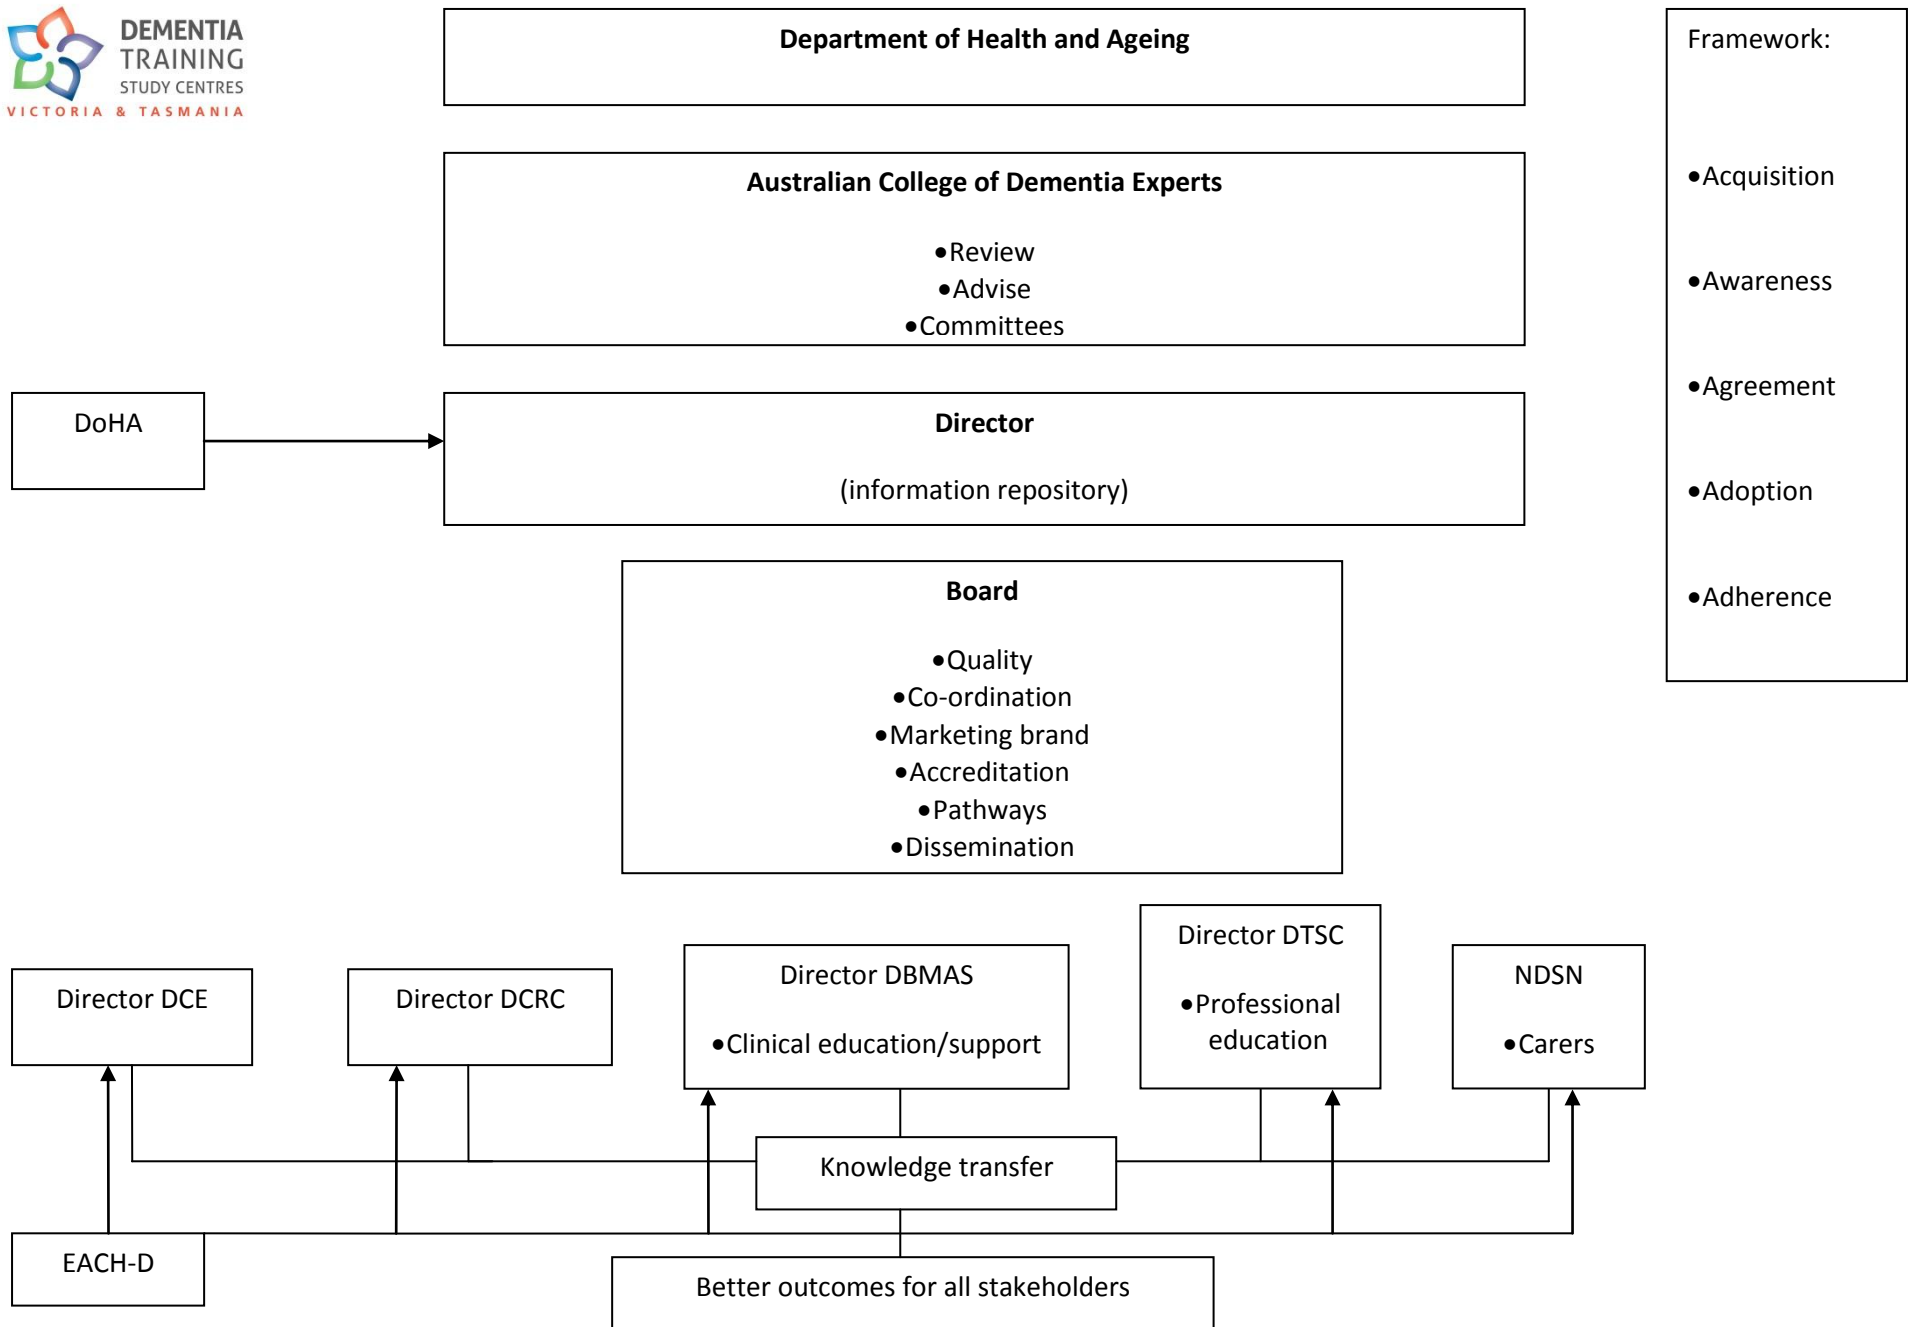 DEMENTIA
TRAINING
STUDY CENTRES
VICTORIA & TASMANIA
Department of Health and Ageing
Australian College of Dementia Experts
•Review
•Advise
•Committees
DoHA
Director
(information repository)
Board
•Quality
•Co-ordination
•Marketing brand
•Accreditation
•Pathways
•Dissemination
Framework:
•Acquisition
•Awareness
•Agreement
•Adoption
•Adherence
Director DCE
Director DCRC
Director DBMAS
•Clinical education/support
Director DTSC
•Professional
education
NDSN
•Carers
Knowledge transfer
EACH-D
Better outcomes for all stakeholders